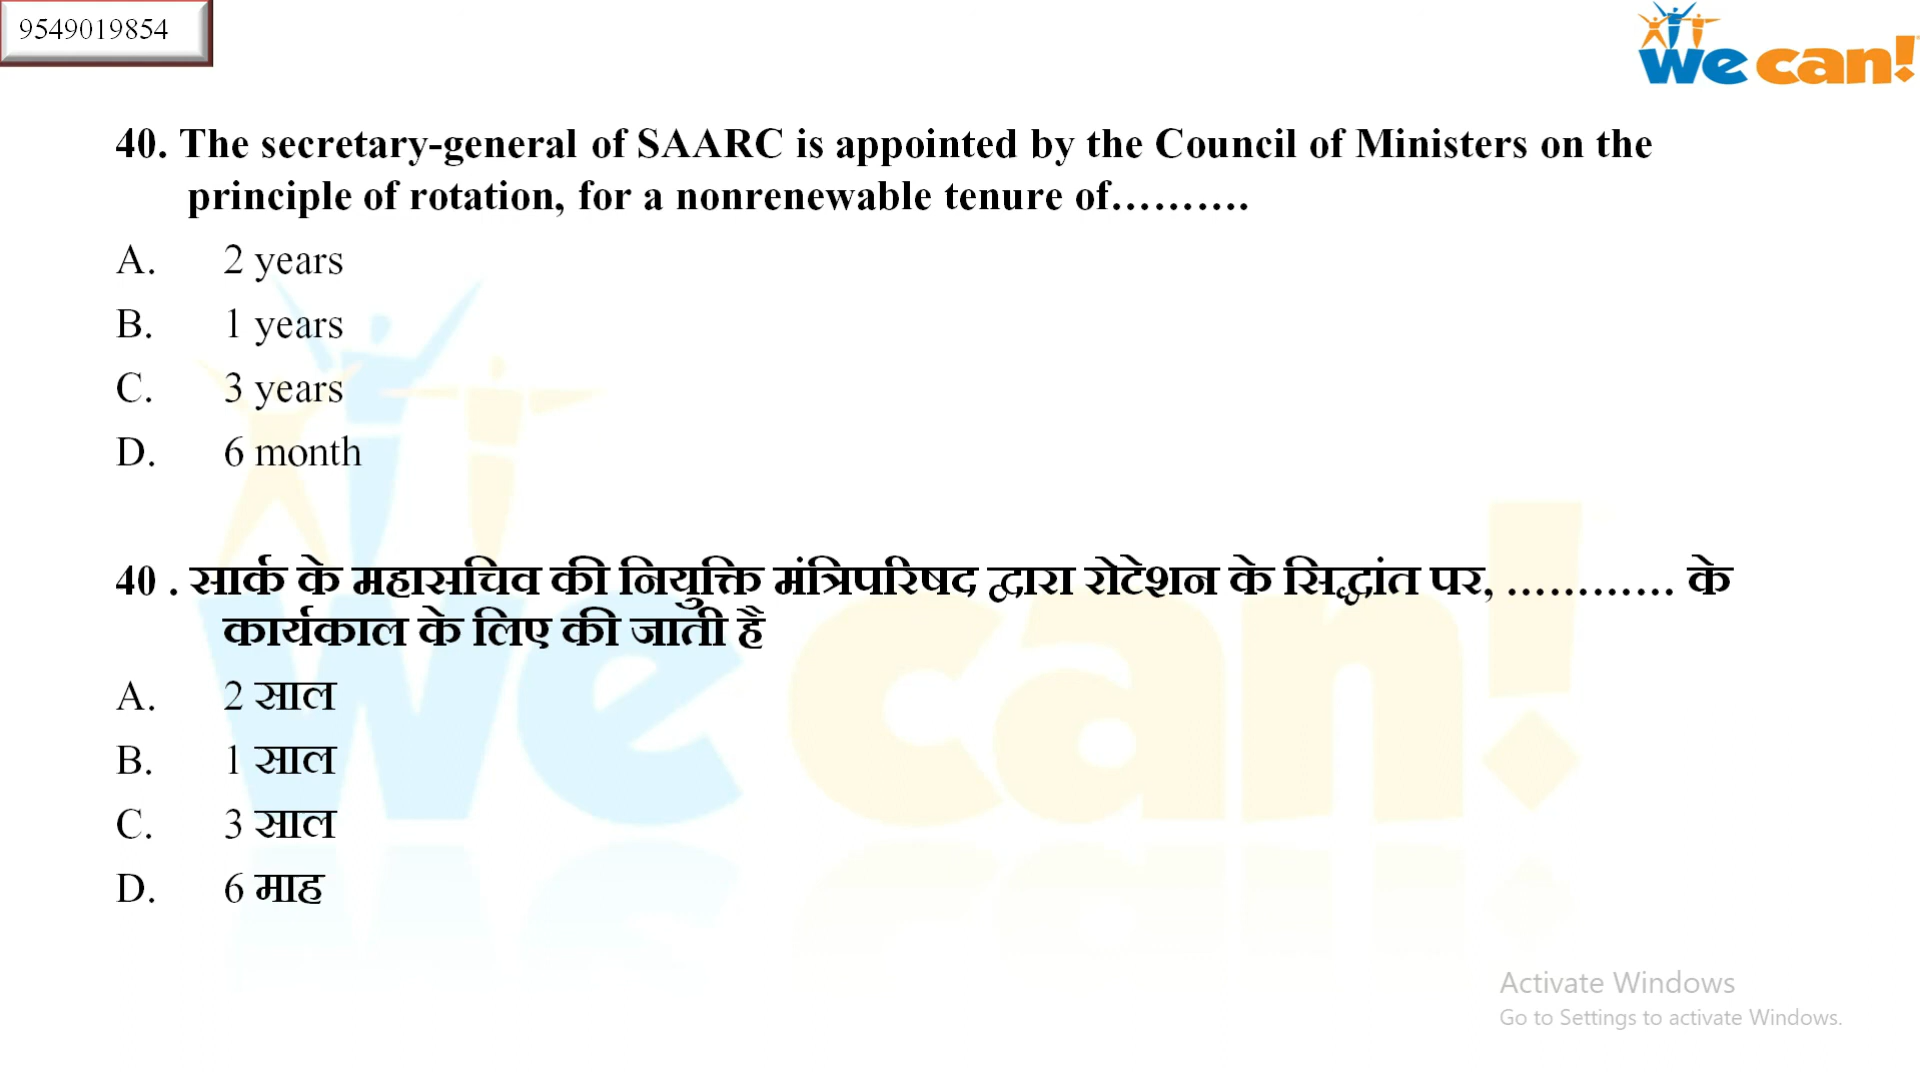 9549019854
We can!
40. The secretary-general of SAARC is appointed by the Council of Ministers on the
principle of rotation, for a nonrenewable tenure of……….
A. 2 years
B. 1 years
C. 3 years
D. 6 month
40 . सार्क के महासचिव की नियुक्ति मंत्रिपरिषद द्वारा रोटेशन के सिद्धांत पर, ………… के
कार्यकाल के लिए की जाती है
A. 2 साल
B. 1 साल
C. 3 साल
D. 6 माह
we can!
Activate Windows
Go to Settings to activate Windows.